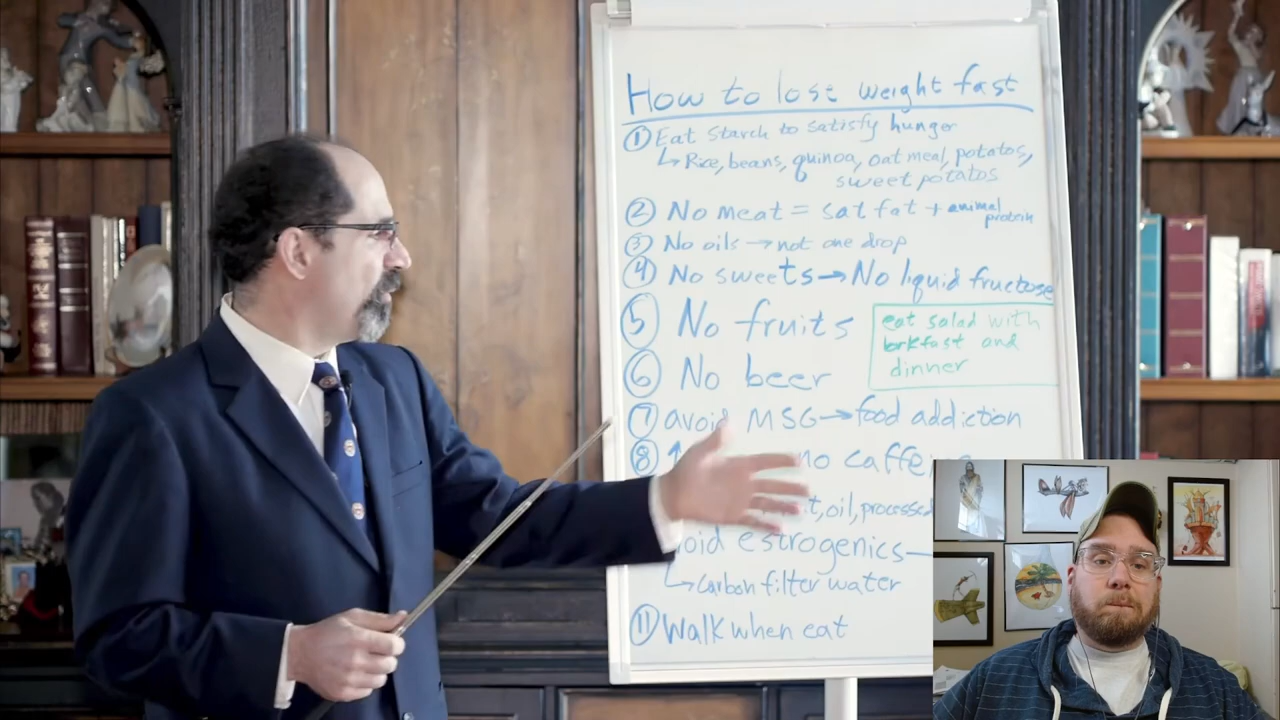 How to lose weight fast
① Eat starch to satisfy hunger
↳ Rice, beans, quinoa, oatmeal, potatos,
sweet potatos
② No meat = sat fat + animal protein
③ No oils → not one drop
④ No sweets → No liquid fructose
⑤ No fruits
⑥ No beer
eat salad with
brkfast and
dinner
⑦ avoid MSG → food addiction
⑧ ↑ no caffe
, oil, processed
oid estrogenics
↳ Carbon filter water
⑪ Walk when eat